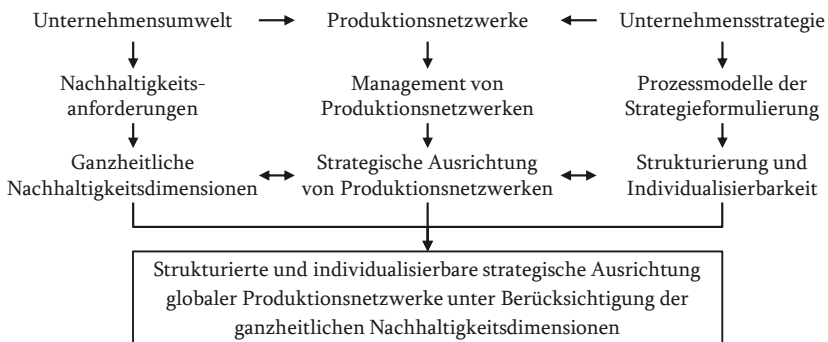 Unternehmensumwelt
Produktionsnetzwerke
Unternehmensstrategie
Nachhaltigkeits-
anforderungen
Management von
Produktionsnetzwerken
Prozessmodelle der
Strategieformulierung
Ganzheitliche
Nachhaltigkeitsdimensionen
Strategische Ausrichtung
von Produktionsnetzwerken
Strukturierung und
Individualisierbarkeit
Strukturierte und individualisierbare strategische Ausrichtung
globaler Produktionsnetzwerke unter Berücksichtigung der
ganzheitlichen Nachhaltigkeitsdimensionen